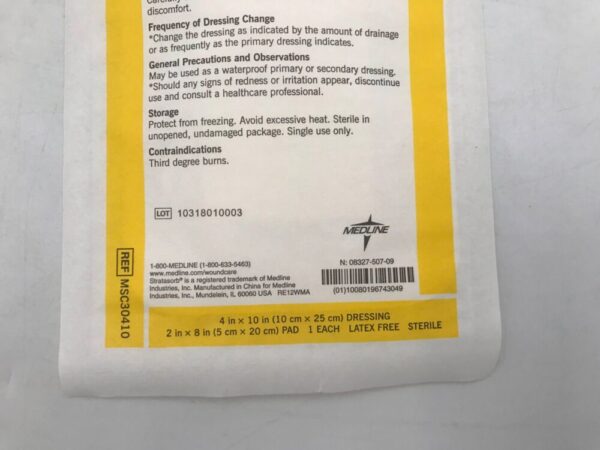 Carefully
discomfort.
Frequency of Dressing Change
*Change the dressing as indicated by the amount of drainage
or as frequently as the primary dressing indicates.
General Precautions and Observations
May be used as a waterproof primary or secondary dressing.
*Should any signs of redness or irritation appear, discontinue
use and consult a healthcare professional.
Storage
Protect from freezing. Avoid excessive heat. Sterile in
unopened, undamaged package. Single use only.
Contraindications
Third degree burns.
LOT 10318010003
MEDLINE
1-800-MEDLINE (1-800-633-5463)
www.medline.com/woundcare
Stratasorb® is a registered trademark of Medline
Industries, Inc. Manufactured in China for Medline
Industries, Inc., Mundelein, IL 60060 USA RE12WMA
N: 08327-507-09
(01)10080196743049
REF MSC30410
4 in x 10 in (10 cm x 25 cm) DRESSING
2 in x 8 in (5 cm x 20 cm) PAD 1 EACH LATEX FREE STERILE